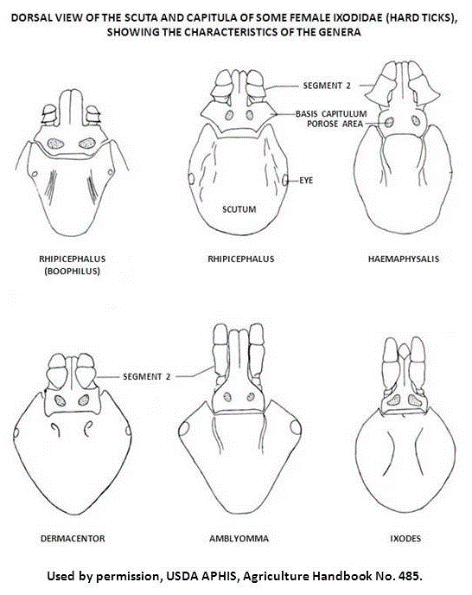 DORSAL VIEW OF THE SCUTA AND CAPITULA OF SOME FEMALE IXODIDAE (HARD TICKS),
SHOWING THE CHARACTERISTICS OF THE GENERA
SEGMENT 2
BASIS CAPITULUM
POROSE AREA
EYE
SCUTUM
RHIPICEPHALUS
(BOOPHILUS)
RHIPICEPHALUS
HAEMAPHYSALIS
SEGMENT 2
DERMACENTOR
AMBLYOMMA
IXODES
Used by permission, USDA APHIS, Agriculture Handbook No. 485.